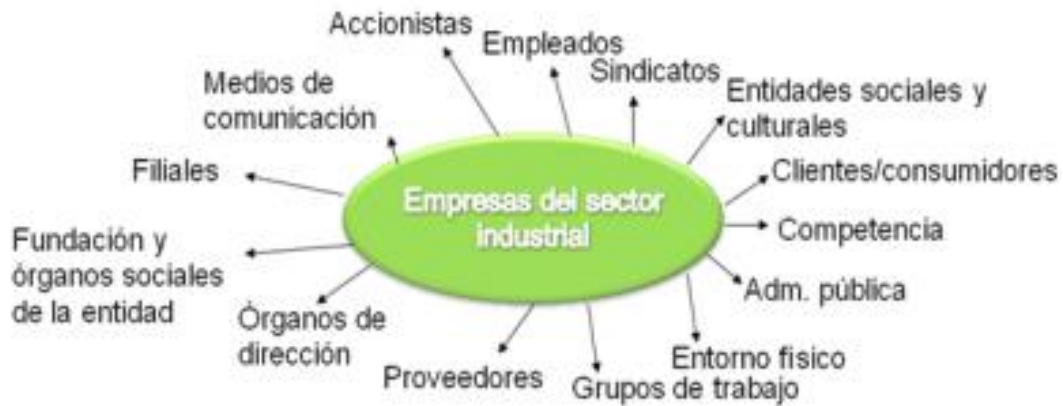 Accionistas
Empleados
Sindicatos
Medios de
comunicación
Entidades sociales y
culturales
Filiales
Clientes/consumidores
Empresas del sector
industrial
Competencia
Fundación y
órganos sociales
de la entidad
Adm. pública
Órganos de
dirección
Entorno físico
Proveedores
Grupos de trabajo